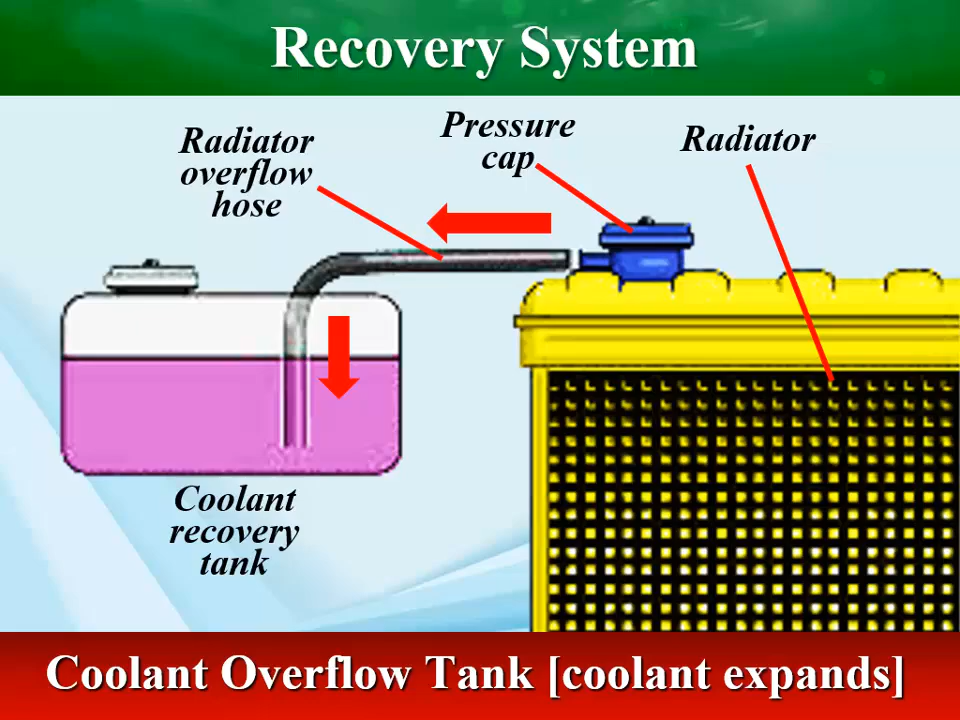 Recovery System
Radiator
overflow
hose
Pressure
cap
Radiator
Coolant
recovery
tank
Coolant Overflow Tank [coolant expands]